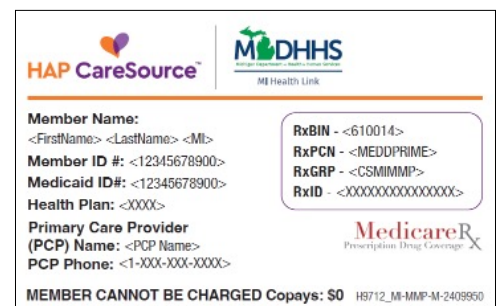 HAP CareSource™
MDHHS
Michigan Department of Health & Human Services
MI Health Link
Member Name:
<FirstName> <LastName> <MI>
Member ID #: <12345678900>
Medicaid ID#: <12345678900>
Health Plan: <XXXX>
Primary Care Provider
(PCP) Name: <PCP Name>
PCP Phone: <1-XXX-XXX-XXXX>
RxBIN - <610014>
RxPCN - <MEDDPRIME>
RxGRP - <CSMIMMP>
RxID - <XXXXXXXXXXXXXXX>
MedicareRx
Prescription Drug Coverage
MEMBER CANNOT BE CHARGED Copays: $0 H9712_MI-MMP-M-2409950